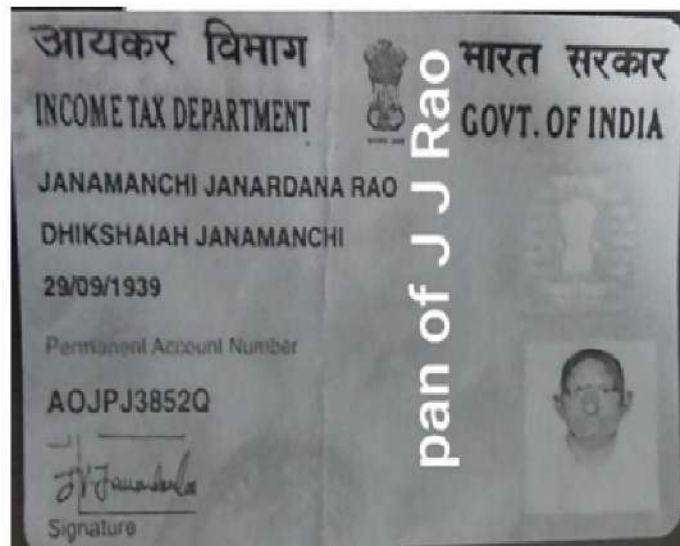 आयकर विभाग
भारत सरकार
INCOME TAX DEPARTMENT
GOVT. OF INDIA
JANAMANCHI JANARDANA RAO
DHIKSHAIAH JANAMANCHI
29/09/1939
Permanent Account Number
AOJPJ3852Q
Signature
pan of J J Rao